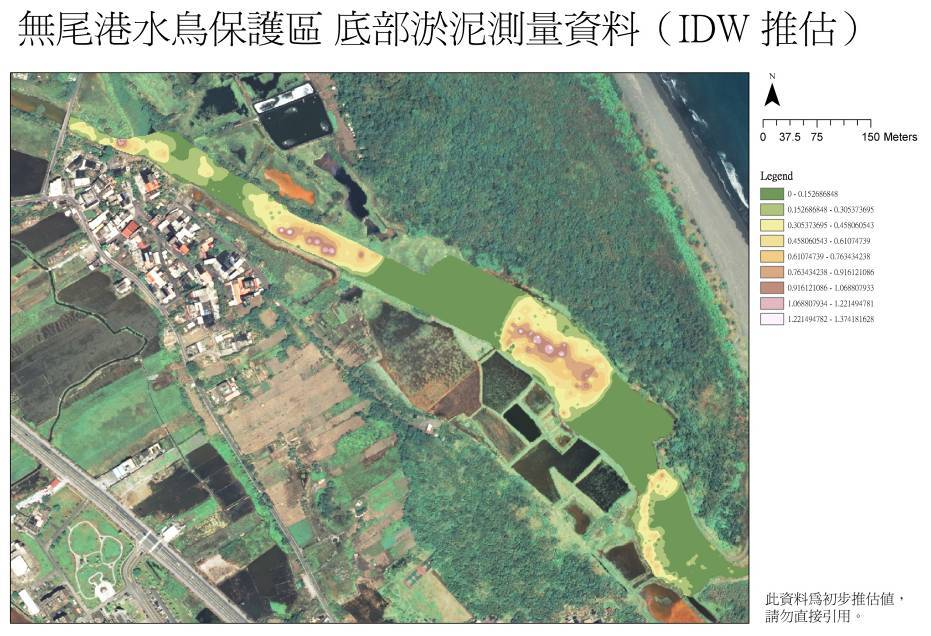 無尾港水鳥保護區 底部淤泥測量資料（IDW 推估）
N
0 37.5 75 150 Meters
Legend
0 - 0.152686848
0.152686848 - 0.305373695
0.305373695 - 0.458060543
0.458060543 - 0.61074739
0.61074739 - 0.763434238
0.763434238 - 0.916121086
0.916121086 - 1.068807933
1.068807934 - 1.221494781
1.221494782 - 1.374181628
此資料為初步推估值，
請勿直接引用。